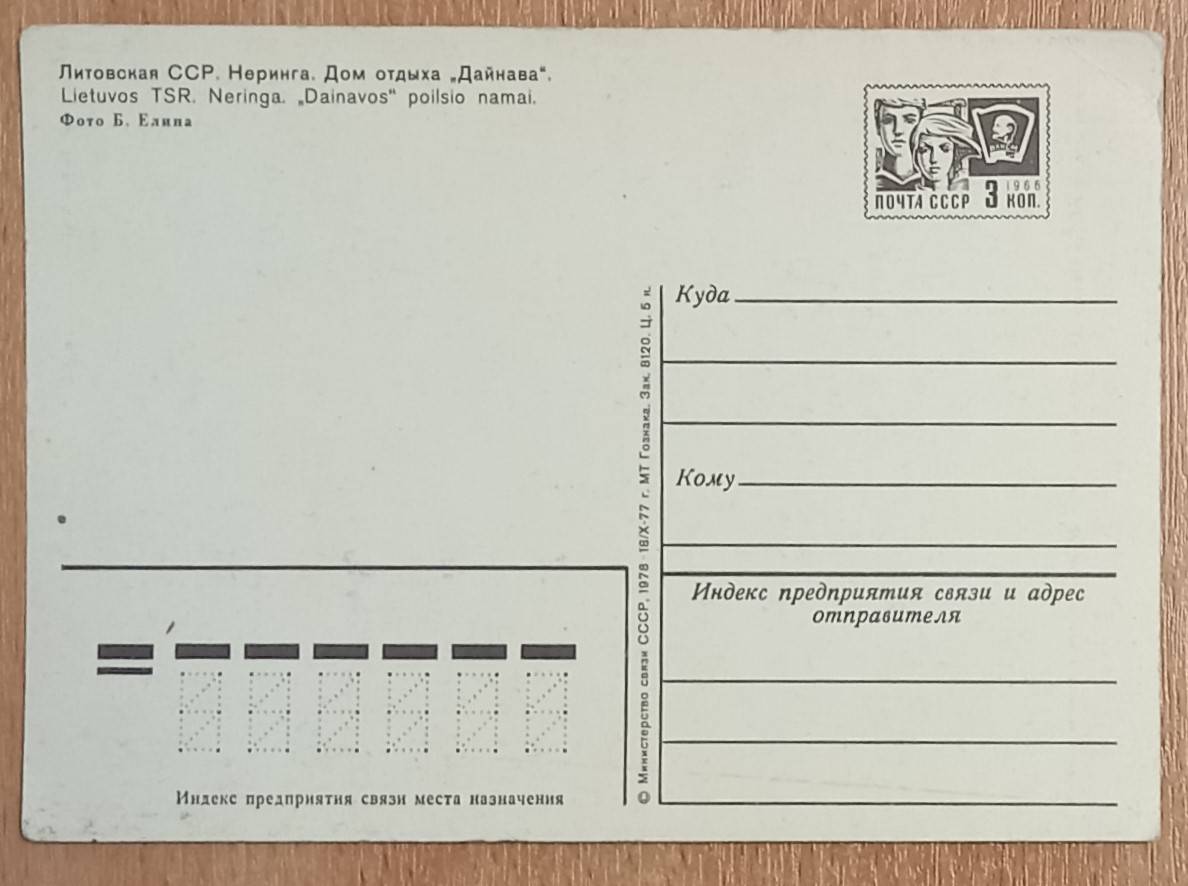 Литовская ССР. Неринга. Дом отдыха „Дайнава“.
Lietuvos TSR. Neringa. „Dainavos“ poilsio namai.
Фото Б. Елина
ВЛКСМ
1966
ПОЧТА СССР 3 КОП.
Куда
Кому
Индекс предприятия связи и адрес
отправителя
© Министерство связи СССР, 1978 · 18/X-77 г. МТ Гознака. Зак. 8120. Ц. 5 к.
Индекс предприятия связи места назначения